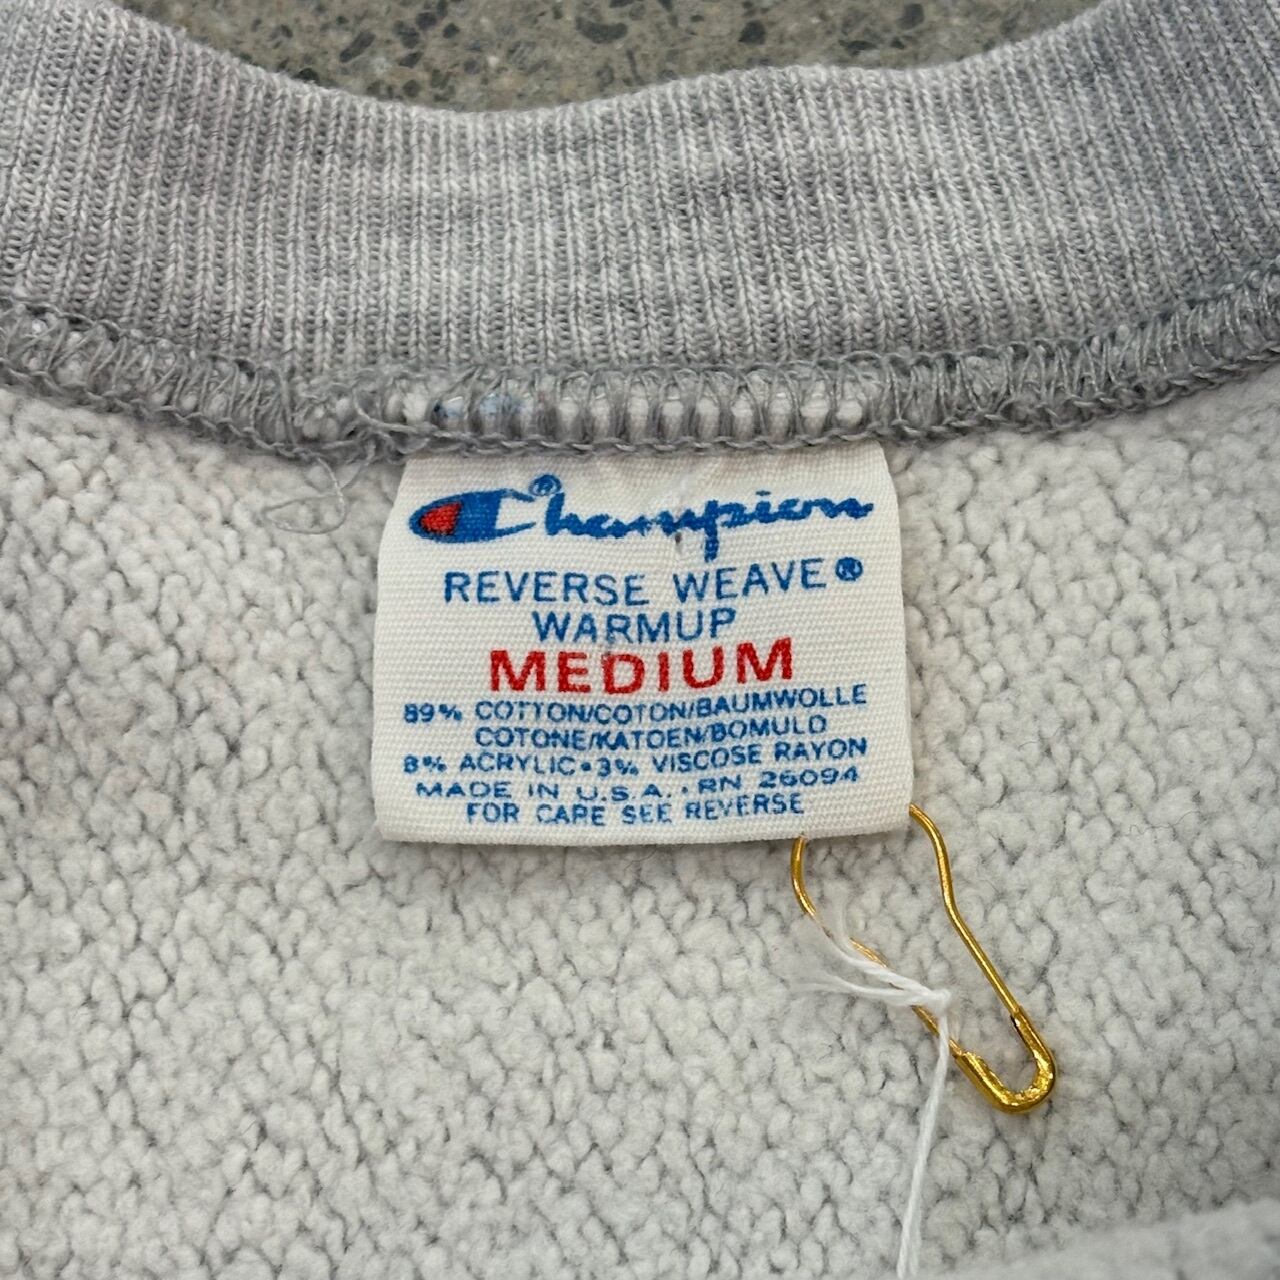 Champion®
REVERSE WEAVE®
WARMUP
MEDIUM
89% COTTON/COTON/BAUMWOLLE
COTONE/KATOEN/BOMULD
8% ACRYLIC•3% VISCOSE RAYON
MADE IN U.S.A. • RN 26094
FOR CARE SEE REVERSE